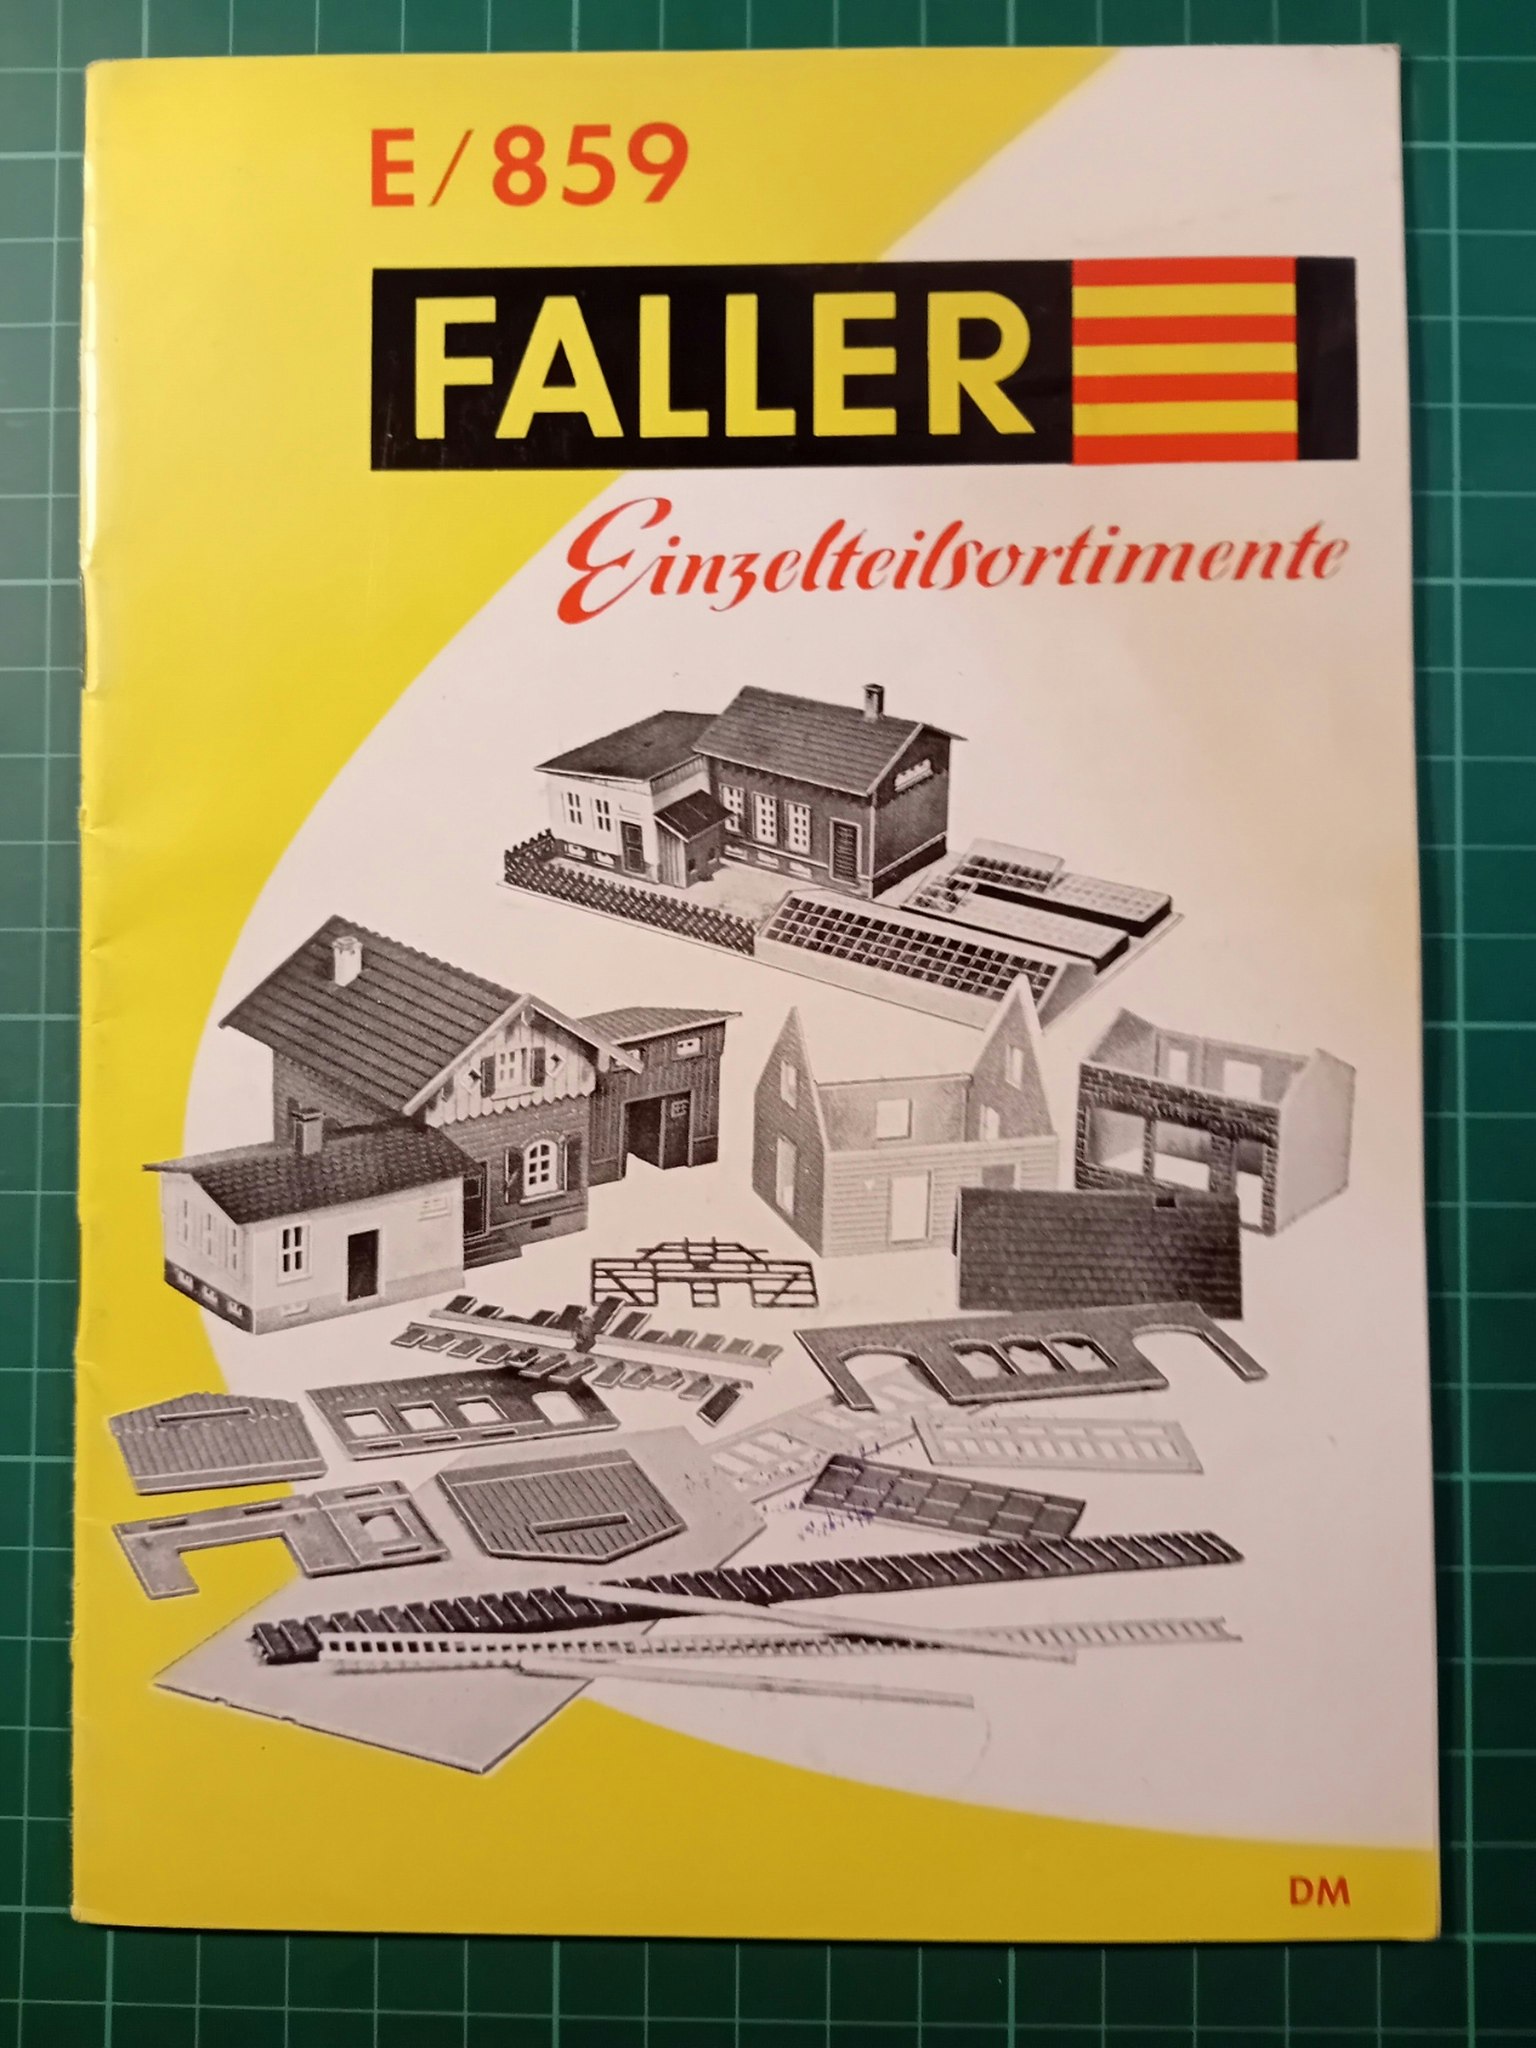 E/859
FALLER
Einzelteilsortimente
DM